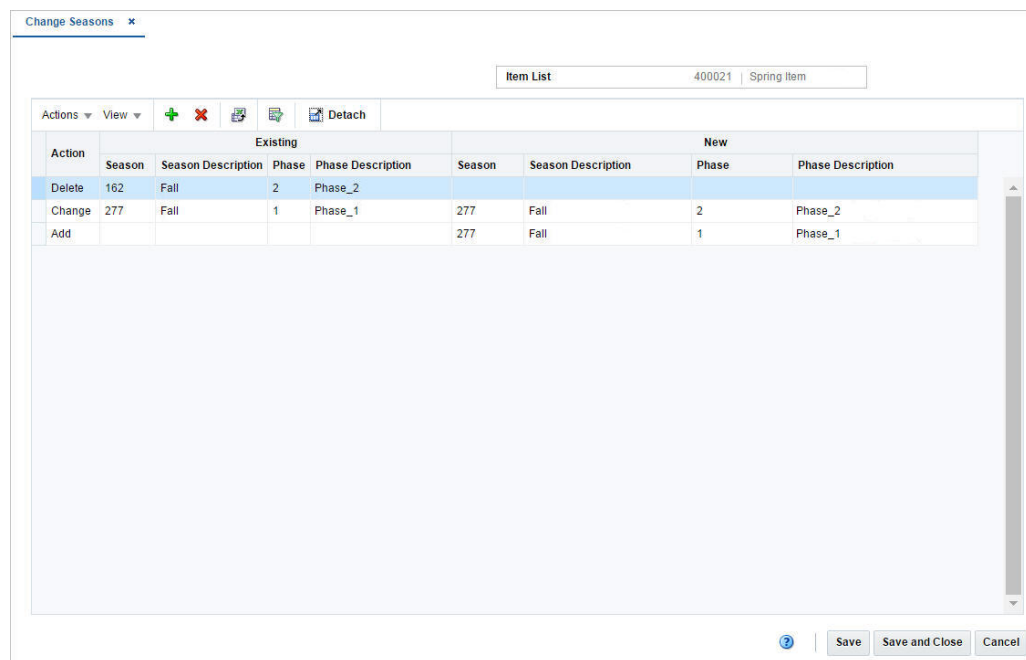 Change Seasons ×
Item List 400021 | Spring Item
Actions View Detach
Action Existing New
Season Season Description Phase Phase Description Season Season Description Phase Phase Description
Delete 162 Fall 2 Phase_2
Change 277 Fall 1 Phase_1 277 Fall 2 Phase_2
Add 277 Fall 1 Phase_1
? Save Save and Close Cancel